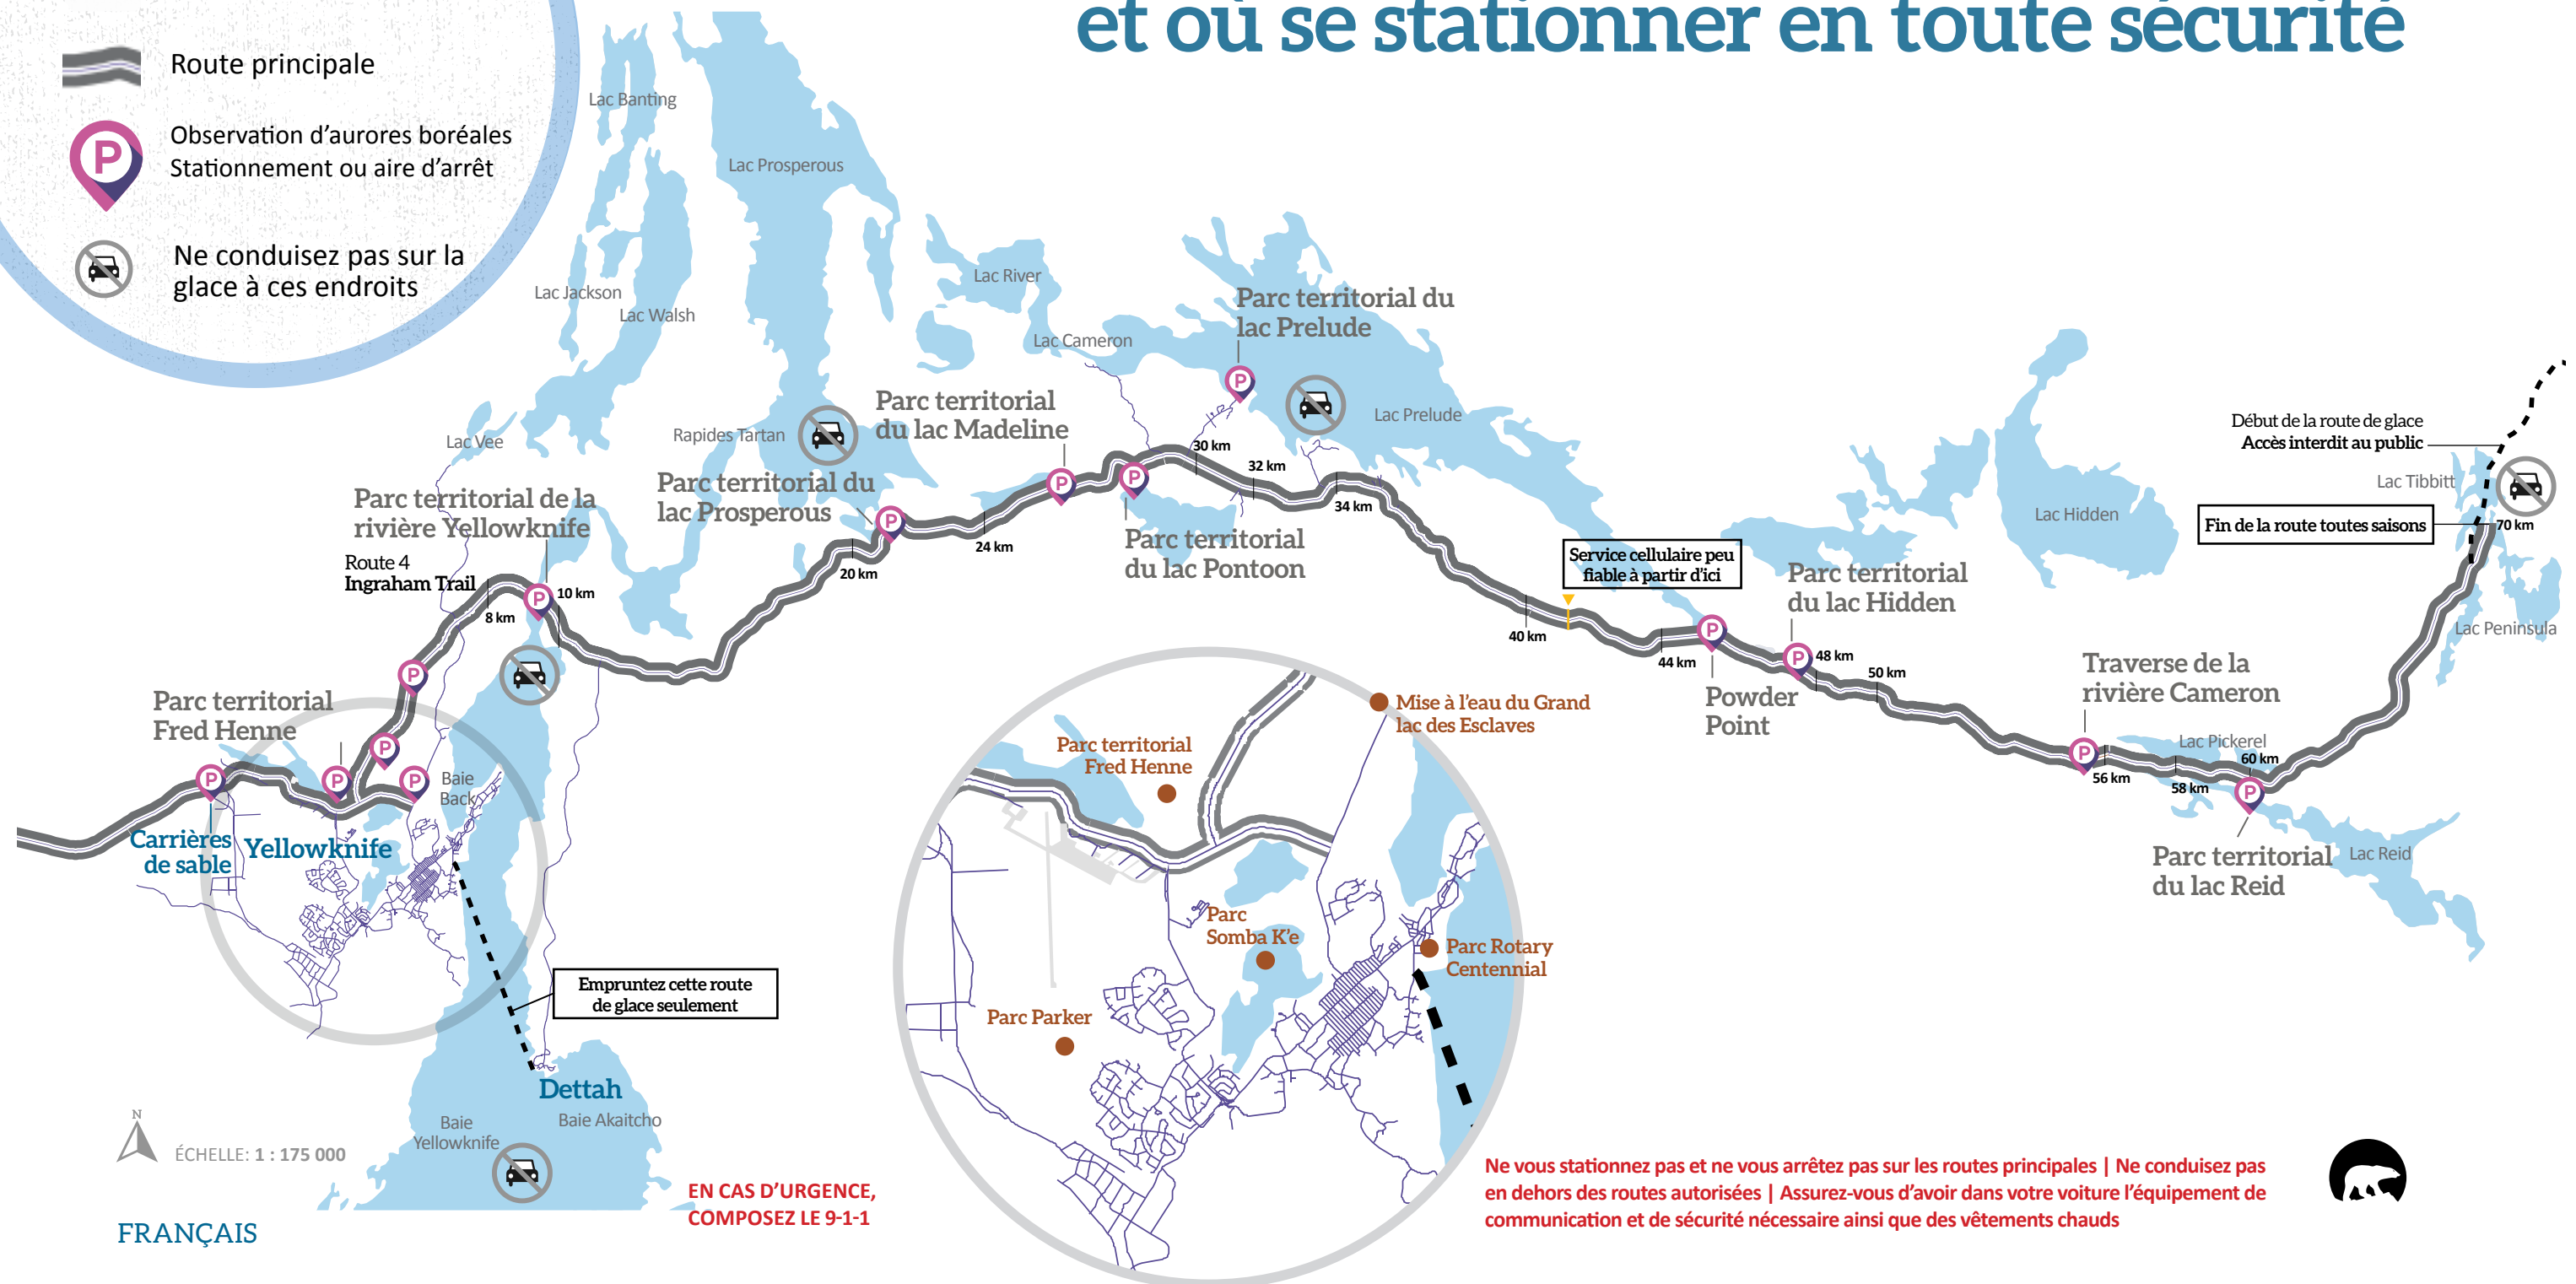 et où se stationner en toute sécurité
Route principale
P
Observation d'aurores boréales
Stationnement ou aire d'arrêt
Ne conduisez pas sur la
glace à ces endroits
Lac Banting
Lac Prosperous
Lac Jackson
Lac Walsh
Lac River
Lac Cameron
Parc territorial du
lac Prelude
P
Lac Prelude
Lac Vee
Rapides Tartan
Parc territorial
du lac Madeline
P
Parc territorial du
lac Prosperous
P
Parc territorial de la
rivière Yellowknife
P
Route 4
Ingraham Trail
8 km
10 km
20 km
24 km
P
Parc territorial
du lac Pontoon
30 km
32 km
34 km
40 km
Service cellulaire peu
fiable à partir d'ici
44 km
P
Powder
Point
Parc territorial
du lac Hidden
P
48 km
50 km
Lac Hidden
Début de la route de glace
Accès interdit au public
Lac Tibbitt
Fin de la route toutes saisons
70 km
Lac Peninsula
Traverse de la
rivière Cameron
P
56 km
58 km
Lac Pickerel
60 km
P
Parc territorial
du lac Reid
Lac Reid
P
Parc territorial
Fred Henne
P
P
P
P
Baie
Back
Carrières
de sable
Yellowknife
Empruntez cette route
de glace seulement
Dettah
Baie Akaitcho
Baie
Yellowknife
Mise à l'eau du Grand
lac des Esclaves
Parc territorial
Fred Henne
Parc
Somba K'e
Parc Rotary
Centennial
Parc Parker
N
ÉCHELLE: 1 : 175 000
FRANÇAIS
EN CAS D'URGENCE,
COMPOSEZ LE 9-1-1
Ne vous stationnez pas et ne vous arrêtez pas sur les routes principales | Ne conduisez pas
en dehors des routes autorisées | Assurez-vous d'avoir dans votre voiture l'équipement de
communication et de sécurité nécessaire ainsi que des vêtements chauds